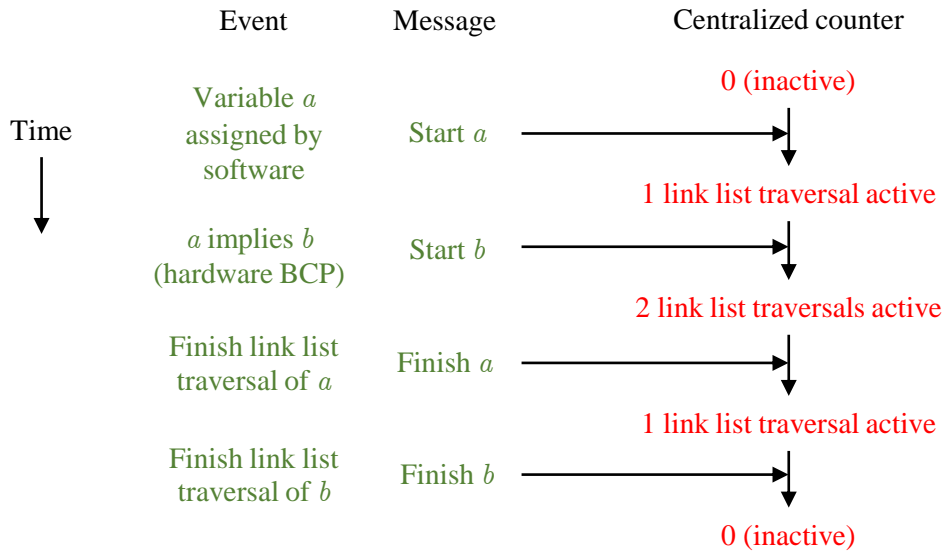 Event Message Centralized counter
0 (inactive)
Time
Variable a
assigned by
software
Start a
1 link list traversal active
a implies b
(hardware BCP)
Start b
2 link list traversals active
Finish link list
traversal of a
Finish a
1 link list traversal active
Finish link list
traversal of b
Finish b
0 (inactive)